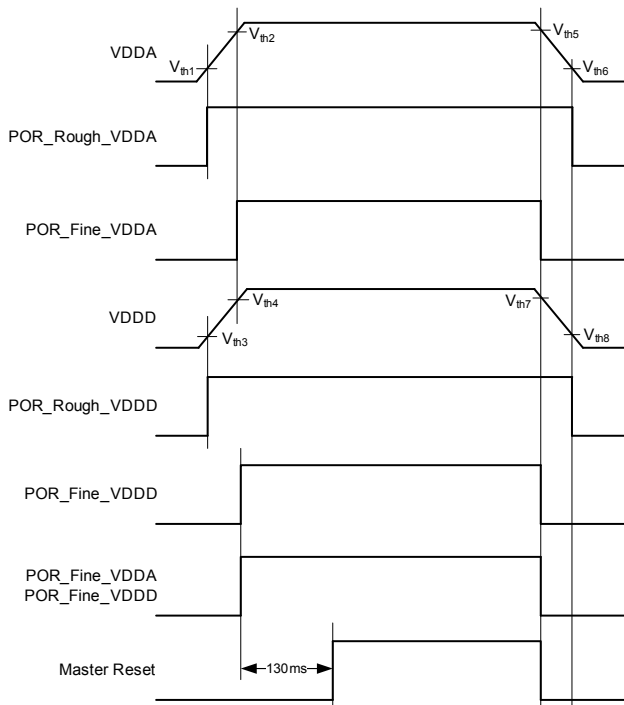 VDDA
Vth1
Vth2
Vth5
Vth6
POR_Rough_VDDA
POR_Fine_VDDA
VDDD
Vth3
Vth4
Vth7
Vth8
POR_Rough_VDDD
POR_Fine_VDDD
POR_Fine_VDDA
POR_Fine_VDDD
Master Reset
130ms